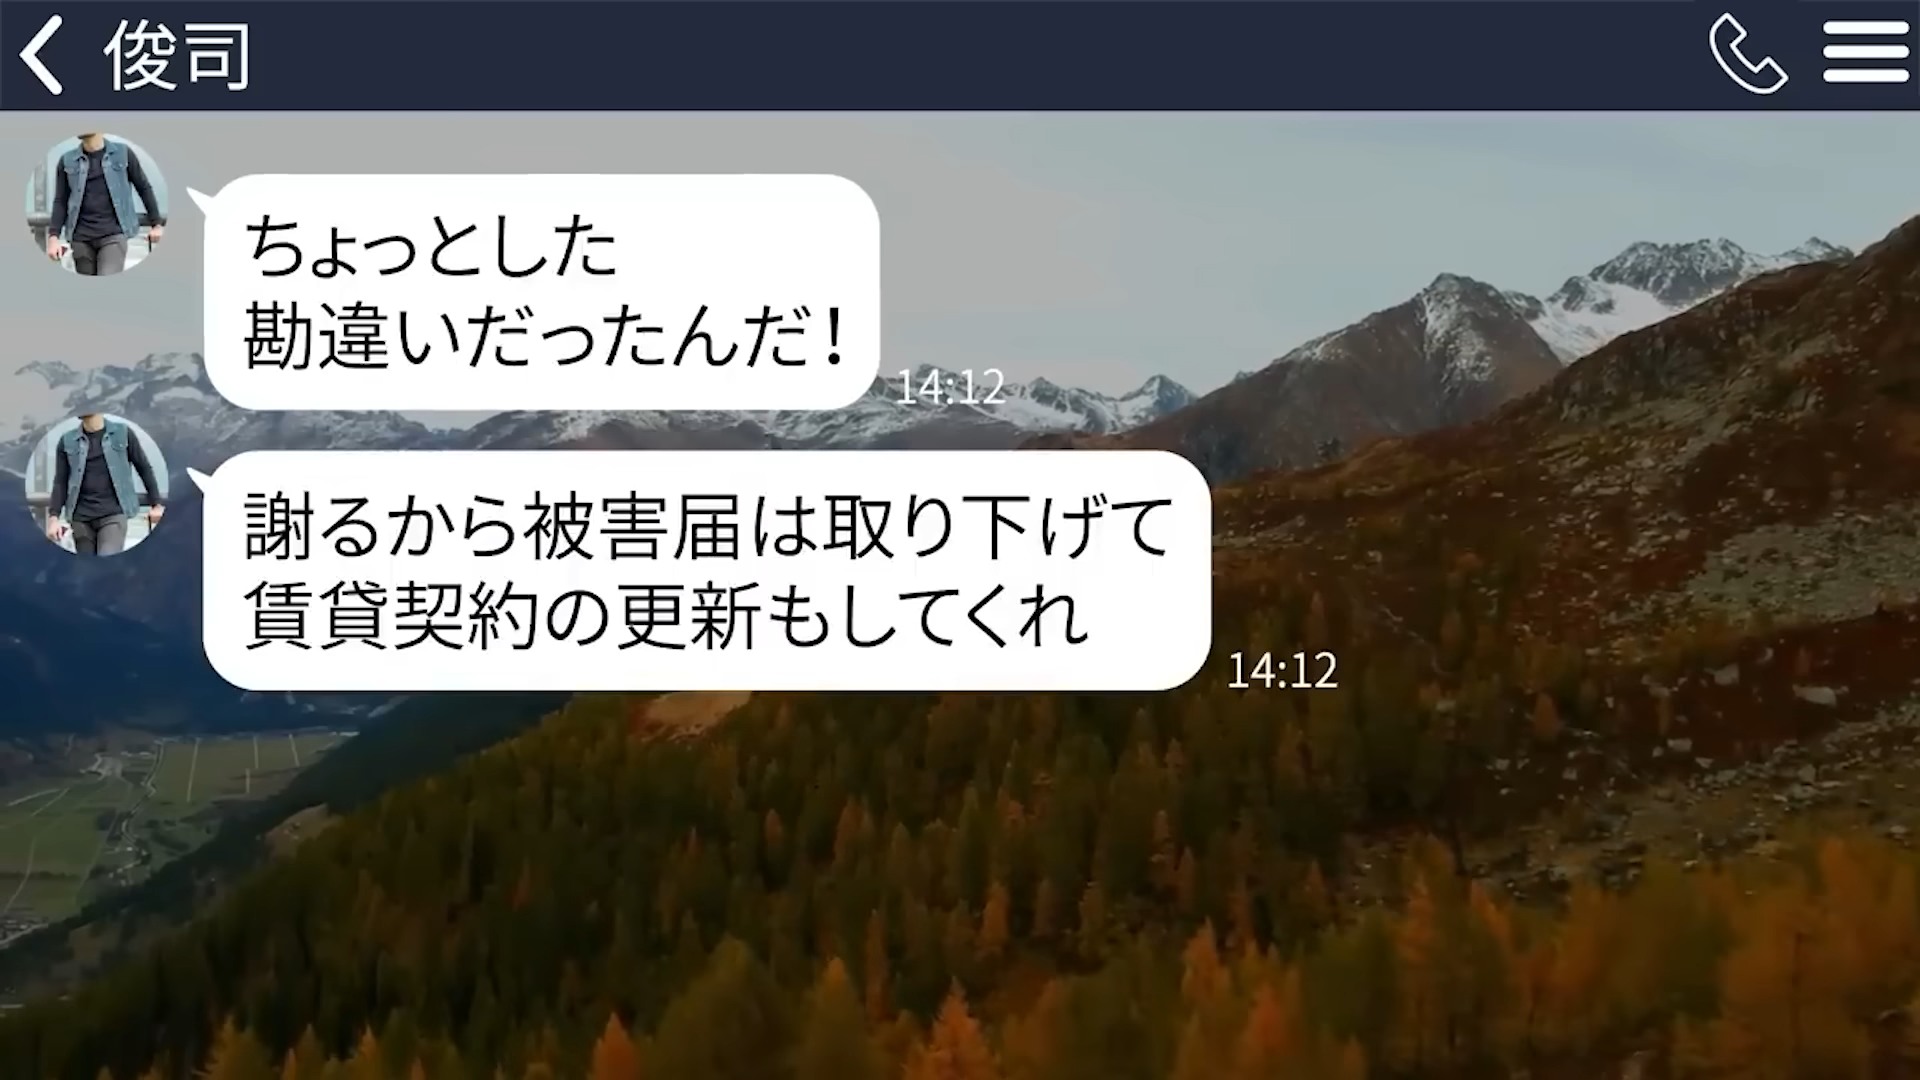 俊司
ちょっとした
勘違いだったんだ！
14:12
謝るから被害届は取り下げて
賃貸契約の更新もしてくれ
14:12